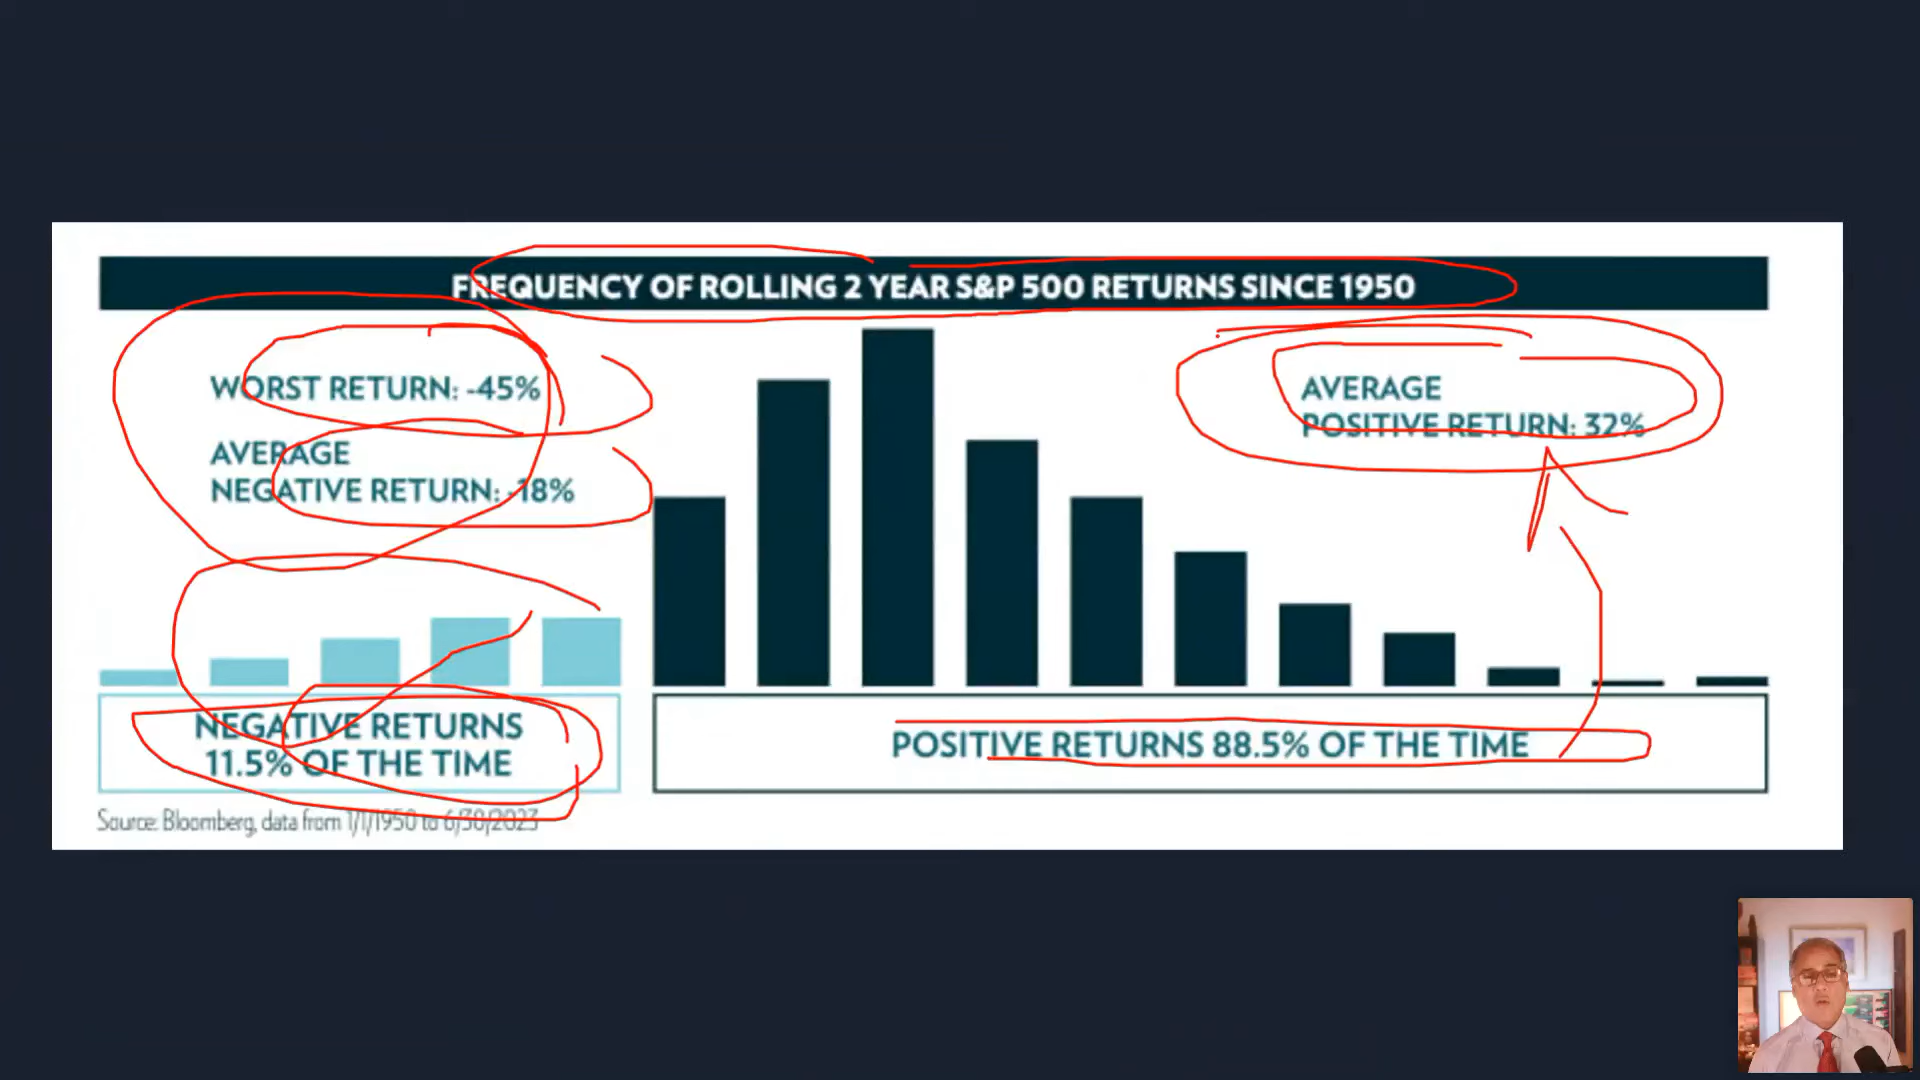 FREQUENCY OF ROLLING 2 YEAR S&P 500 RETURNS SINCE 1950
WORST RETURN: -45%
AVERAGE
NEGATIVE RETURN: -18%
AVERAGE
POSITIVE RETURN: 32%
NEGATIVE RETURNS
11.5% OF THE TIME
POSITIVE RETURNS 88.5% OF THE TIME
Source: Bloomberg, data from 1/1/1950 to 6/30/2023